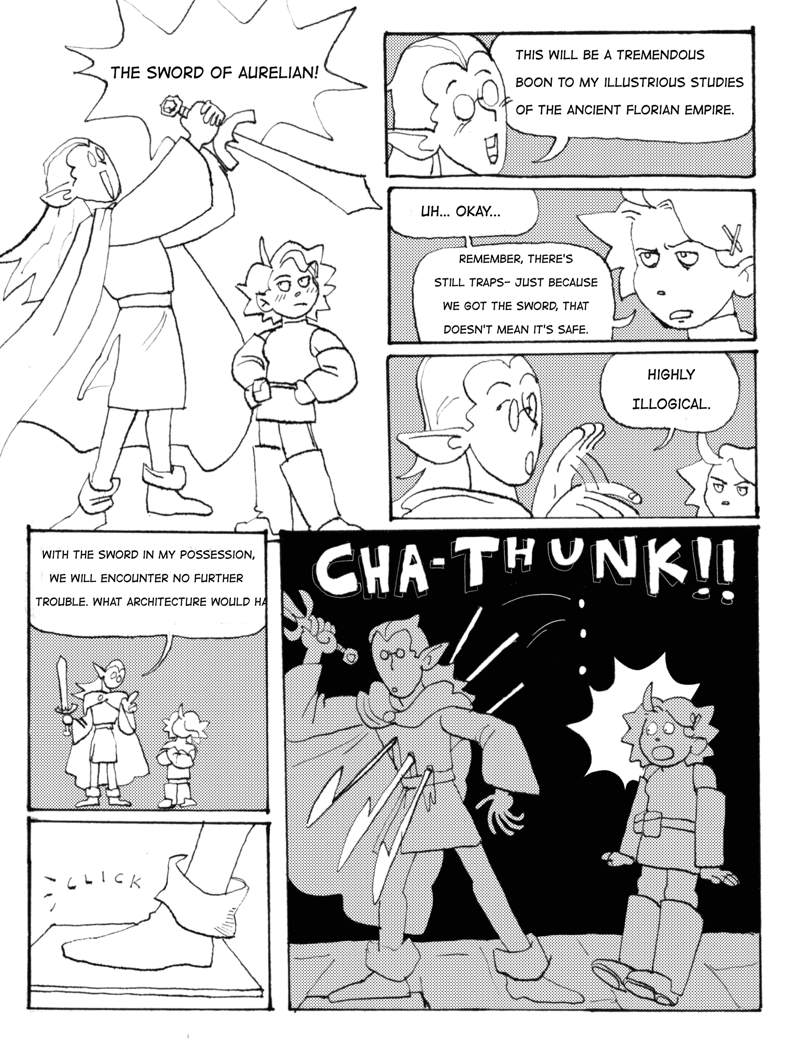 THE SWORD OF AURELIAN!
THIS WILL BE A TREMENDOUS
BOON TO MY ILLUSTRIOUS STUDIES
OF THE ANCIENT FLORIAN EMPIRE.
UH... OKAY...
REMEMBER, THERE'S
STILL TRAPS- JUST BECAUSE
WE GOT THE SWORD, THAT
DOESN'T MEAN IT'S SAFE.
HIGHLY
ILLOGICAL.
WITH THE SWORD IN MY POSSESSION,
WE WILL ENCOUNTER NO FURTHER
TROUBLE. WHAT ARCHITECTURE WOULD HA
CLICK
CHA-THUNK!!